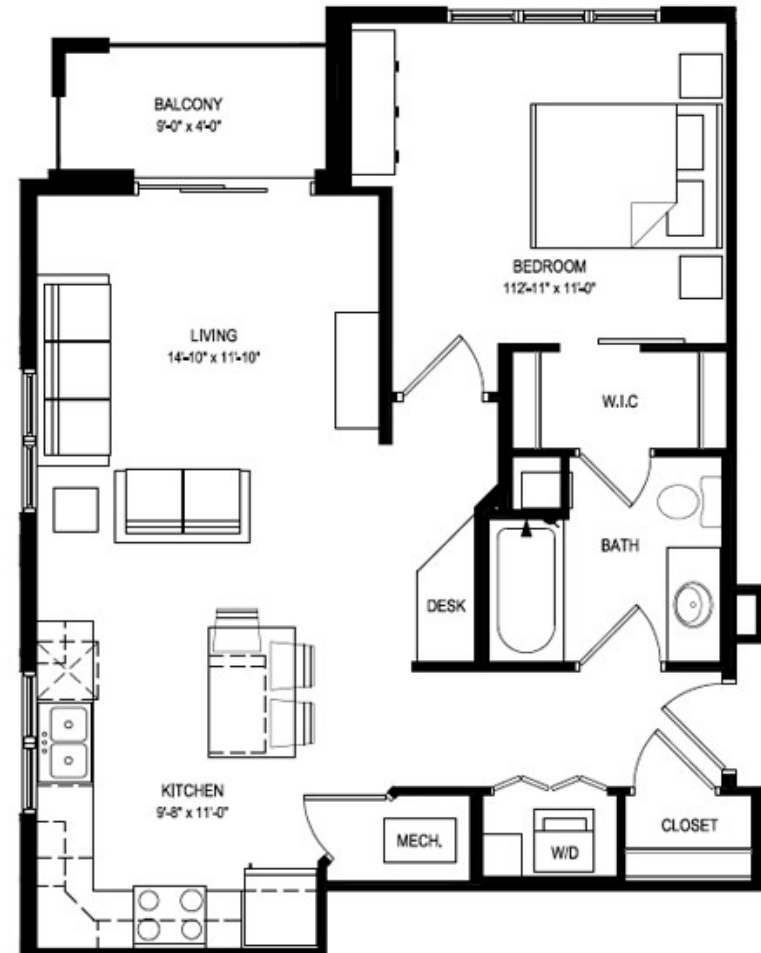 BALCONY
9'-0" x 4'-0"
BEDROOM
112'-11" x 11'-0"
LIVING
14'-10" x 11'-10"
W.I.C
BATH
DESK
KITCHEN
9'-8" x 11'-0"
MECH.
W/D
CLOSET